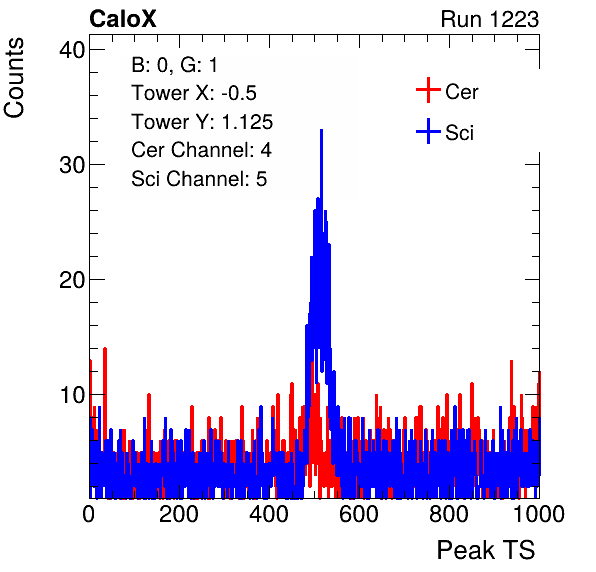 CaloX Run 1223
Counts
40
30
20
10
B: 0, G: 1
Tower X: -0.5
Tower Y: 1.125
Cer Channel: 4
Sci Channel: 5
Cer
Sci
0 200 400 600 800 1000
Peak TS